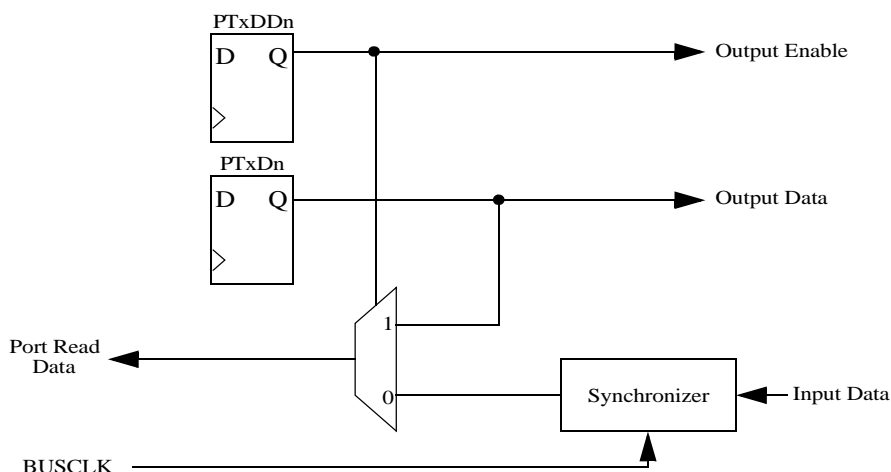 PTxDDn
D Q
Output Enable
PTxDn
D Q
Output Data
1
Port Read
Data
0
Synchronizer
Input Data
BUSCLK